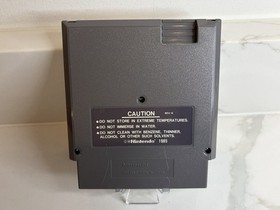 CAUTION
●DO NOT STORE IN EXTREME TEMPERATURES.
●DO NOT IMMERSE IN WATER.
●DO NOT CLEAN WITH BENZENE, THINNER,
ALCOHOL OR OTHER SUCH SOLVENTS.
Nintendo 1985